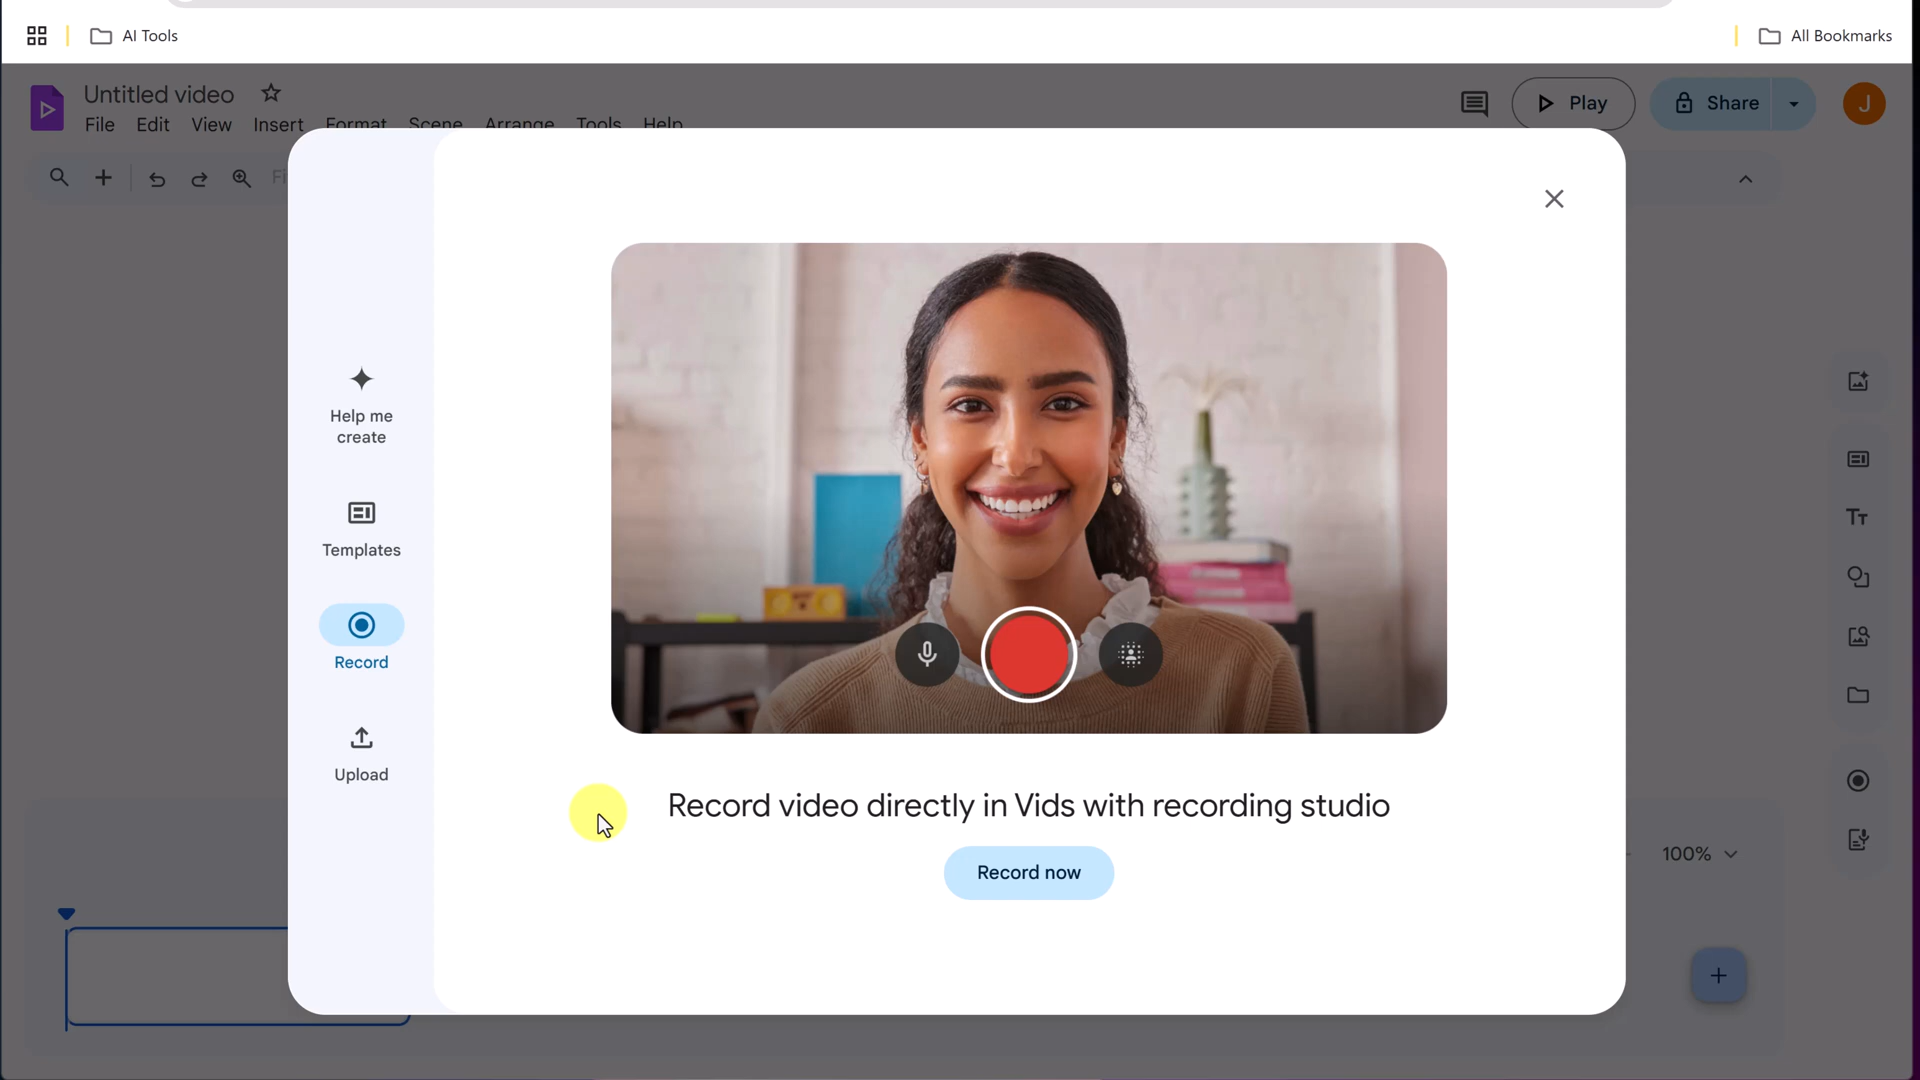 AI Tools
All Bookmarks
Untitled video
File Edit View Insert Format Scene Arrange Tools Help
Play
Share
J
Help me
create
Templates
Record
Upload
Tt
Record video directly in Vids with recording studio
Record now
100%